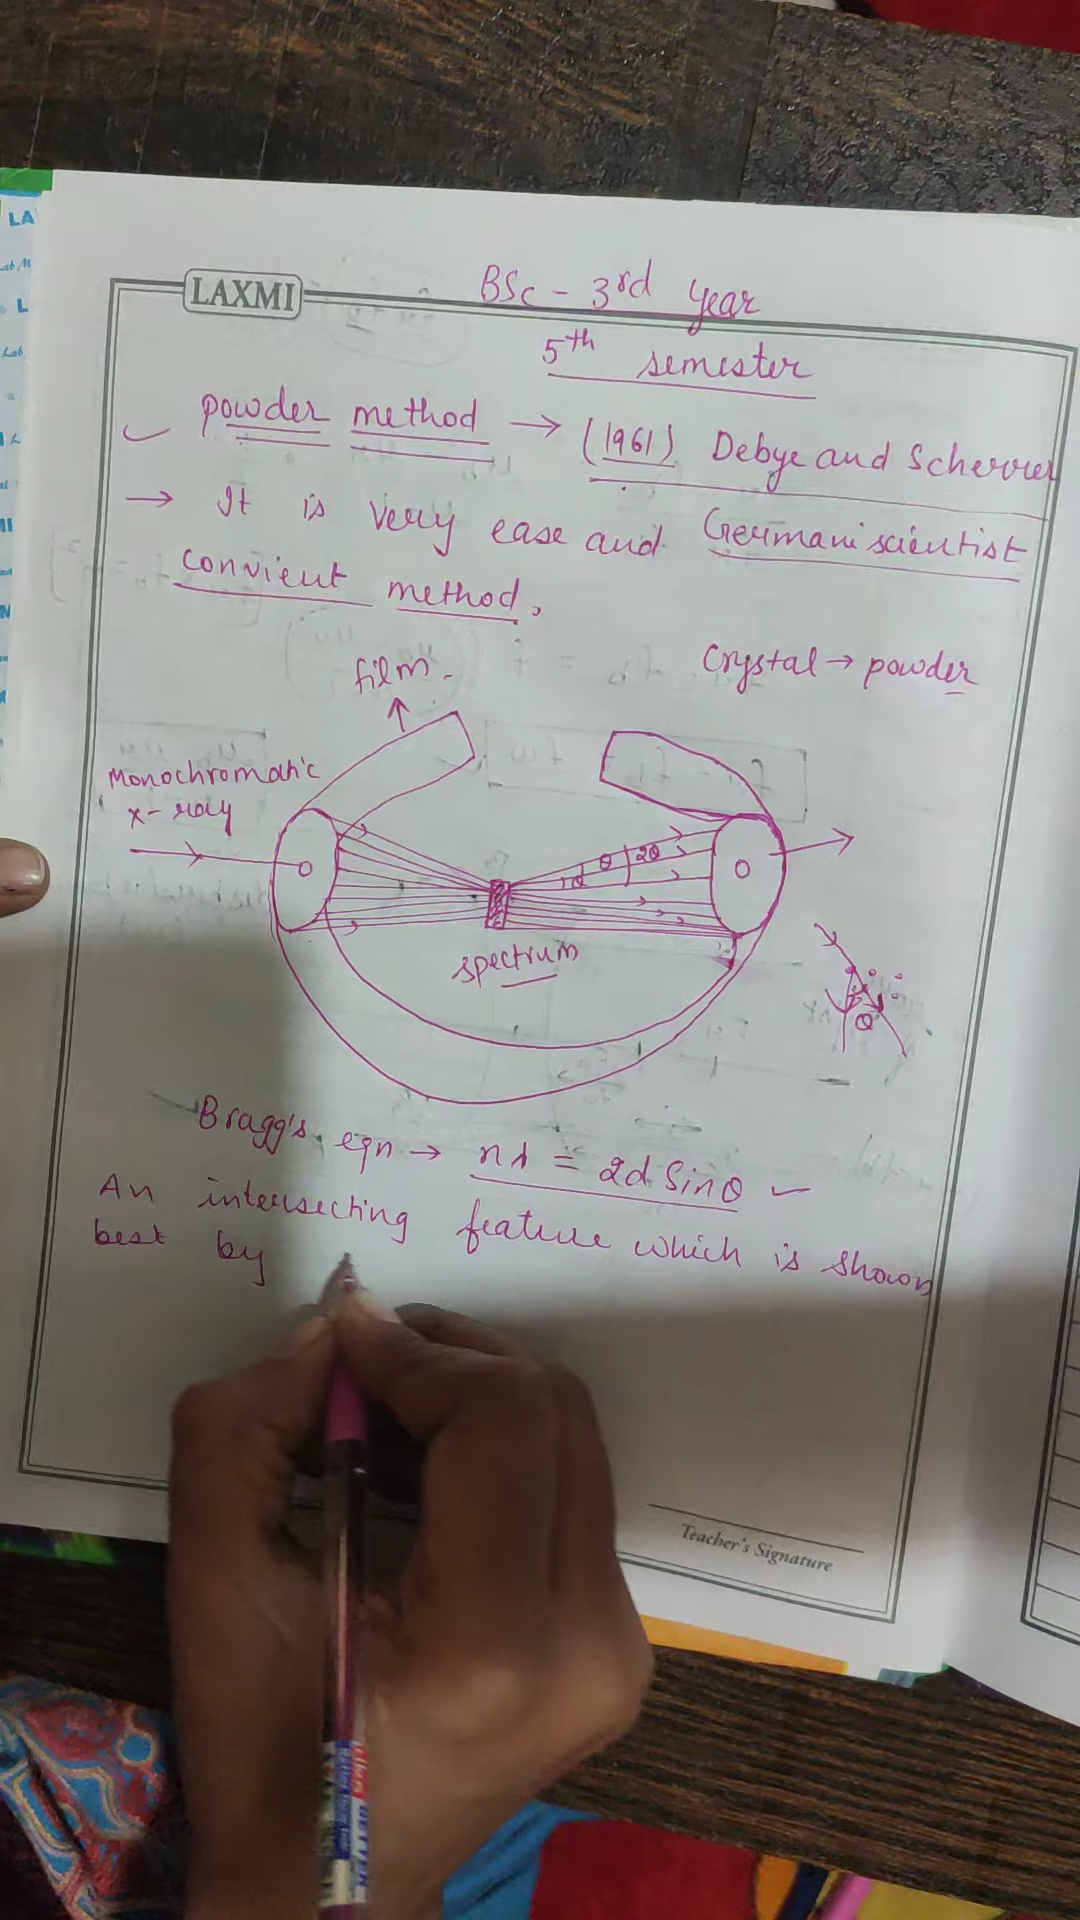 LAXMI
BSc - 3rd year
5th semester
powder method → (1961) Debye and Scherrer
→ It is very ease and Germani scientist
convient method.
film.
Crystal → powder
Monochromatic
x-ray
θ 2θ
θ
spectrum
θ
Bragg's eqn → nλ = 2d Sinθ
An intersecting feature which is shown
best by
Teacher's Signature